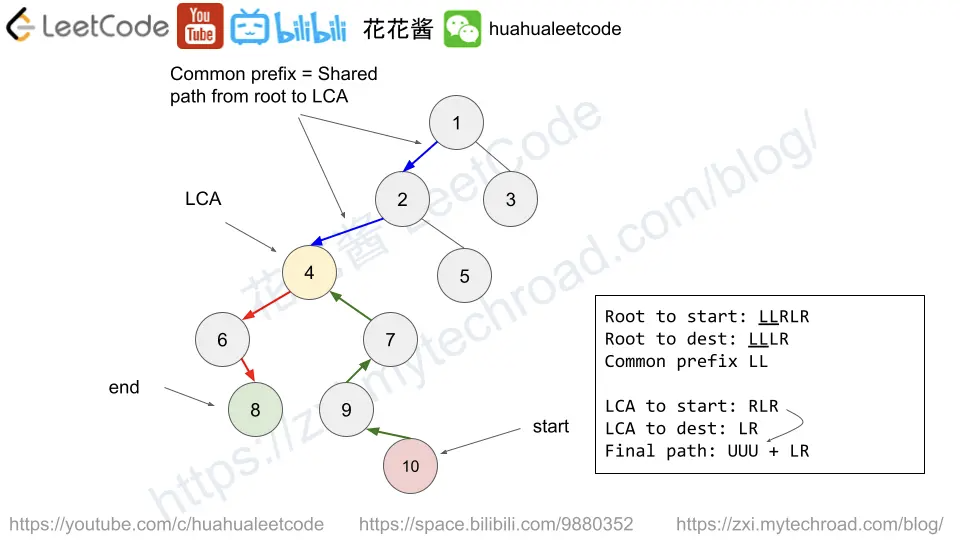 LeetCode You Tube bilibili 花花酱 huahualeetcode
Common prefix = Shared
path from root to LCA
1
2
3
LCA
4
5
6
7
end
8
9
start
10
Root to start: LLRLR
Root to dest: LLLR
Common prefix LL
LCA to start: RLR
LCA to dest: LR
Final path: UUU + LR
花花酱 LeetCode
https://zxi.mytechroad.com/blog/
https://youtube.com/c/huahualeetcode
https://space.bilibili.com/9880352
https://zxi.mytechroad.com/blog/